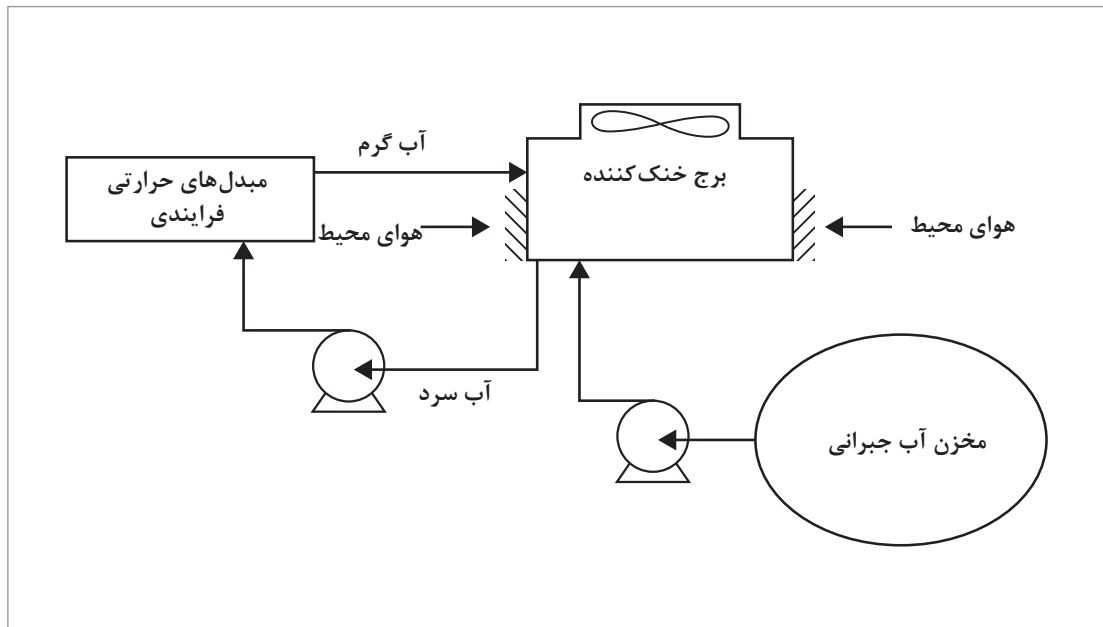 آب گرم
برج خنک‌کننده
مبدل‌های حرارتی
فرایندی
هوای محیط
هوای محیط
آب سرد
مخزن آب جبرانی